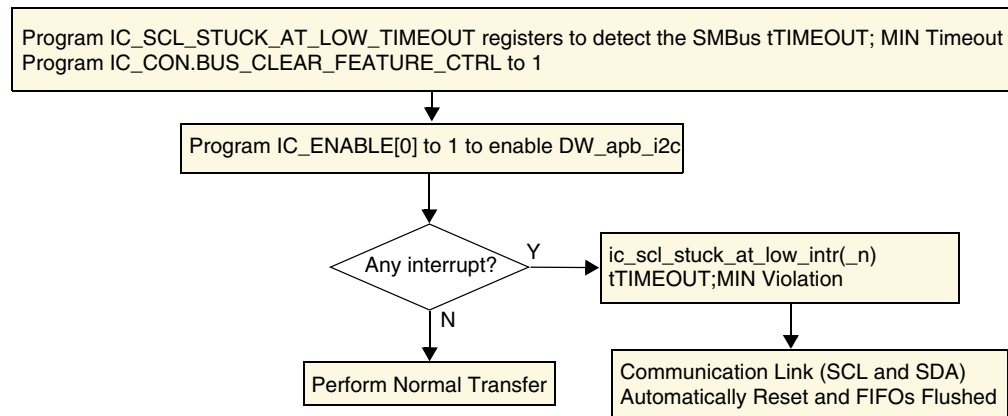 Program IC_SCL_STUCK_AT_LOW_TIMEOUT registers to detect the SMBus tTIMEOUT; MIN Timeout
Program IC_CON.BUS_CLEAR_FEATURE_CTRL to 1
Program IC_ENABLE[0] to 1 to enable DW_apb_i2c
Any interrupt?
Y
ic_scl_stuck_at_low_intr(_n)
tTIMEOUT;MIN Violation
N
Perform Normal Transfer
Communication Link (SCL and SDA)
Automatically Reset and FIFOs Flushed